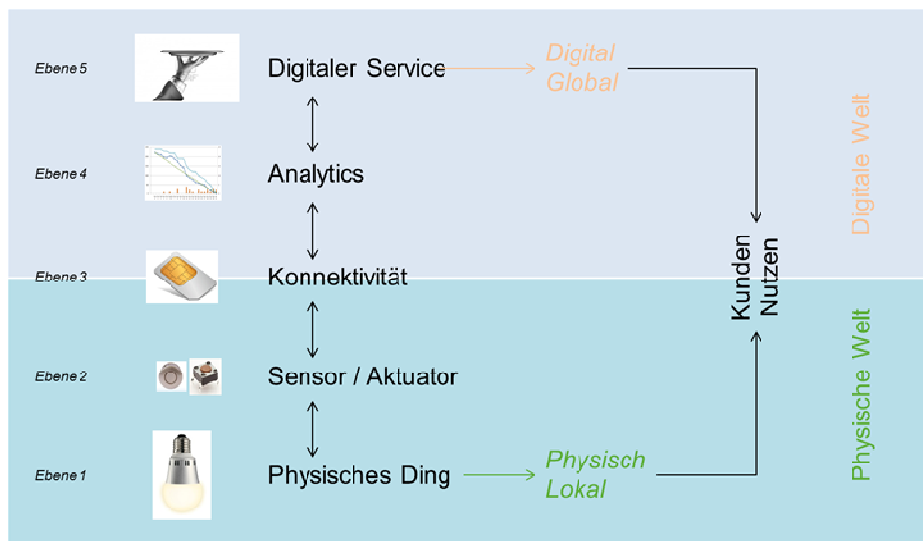 Ebene 5
Digitaler Service
Digital
Global
Ebene 4
Analytics
Digitale Welt
Ebene 3
Konnektivität
Kunden
Nutzen
Ebene 2
Sensor / Aktuator
Physische Welt
Ebene 1
Physisches Ding
Physisch
Lokal